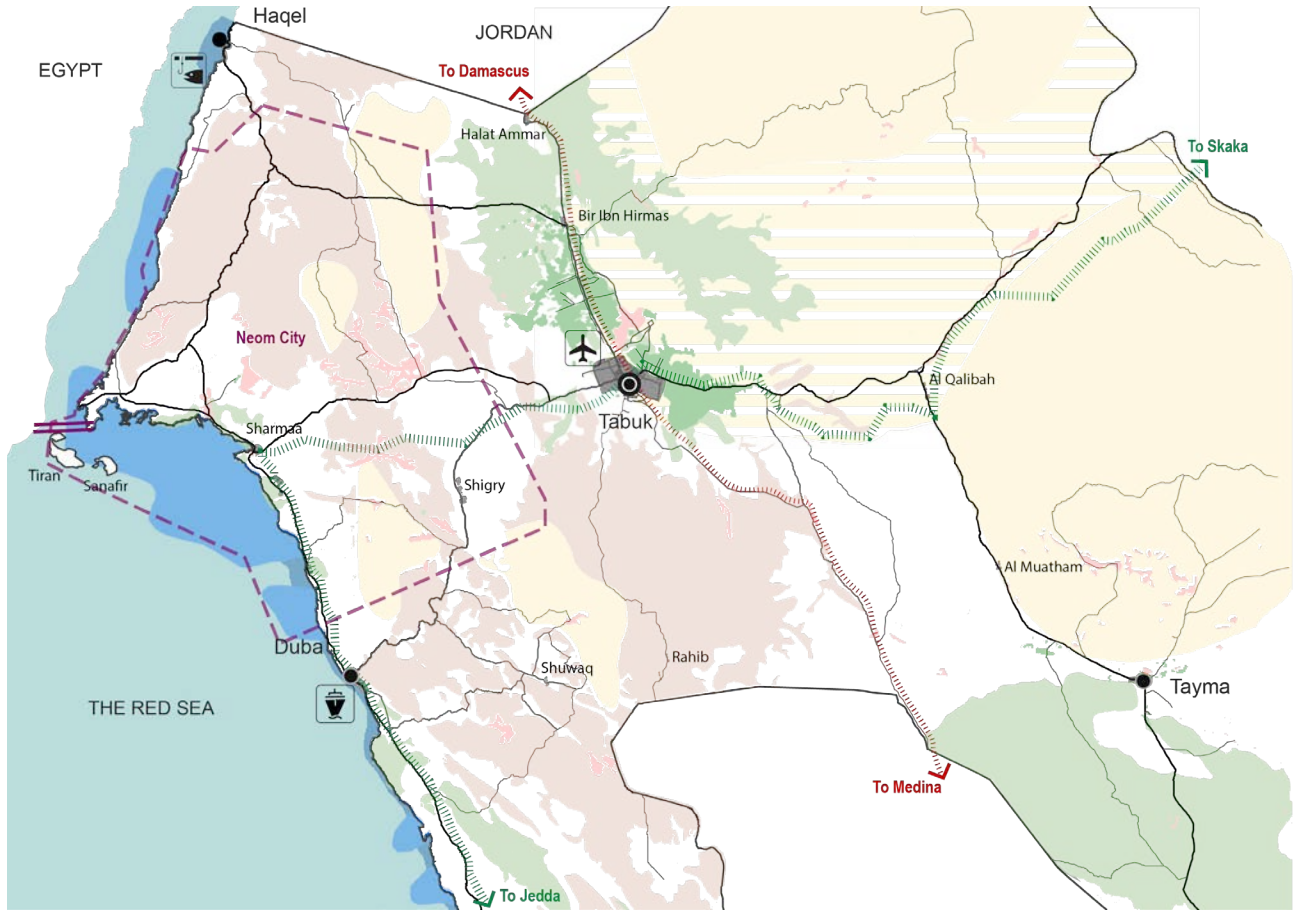 Haqel
JORDAN
EGYPT
To Damascus
Halat Ammar
To Skaka
Bir Ibn Hirmas
Neom City
Al Qalibah
Tabuk
Sharmaa
Tiran
Sanafir
Shigry
Al Muatham
Duba
Shuwaq
Rahib
Tayma
THE RED SEA
To Medina
To Jedda